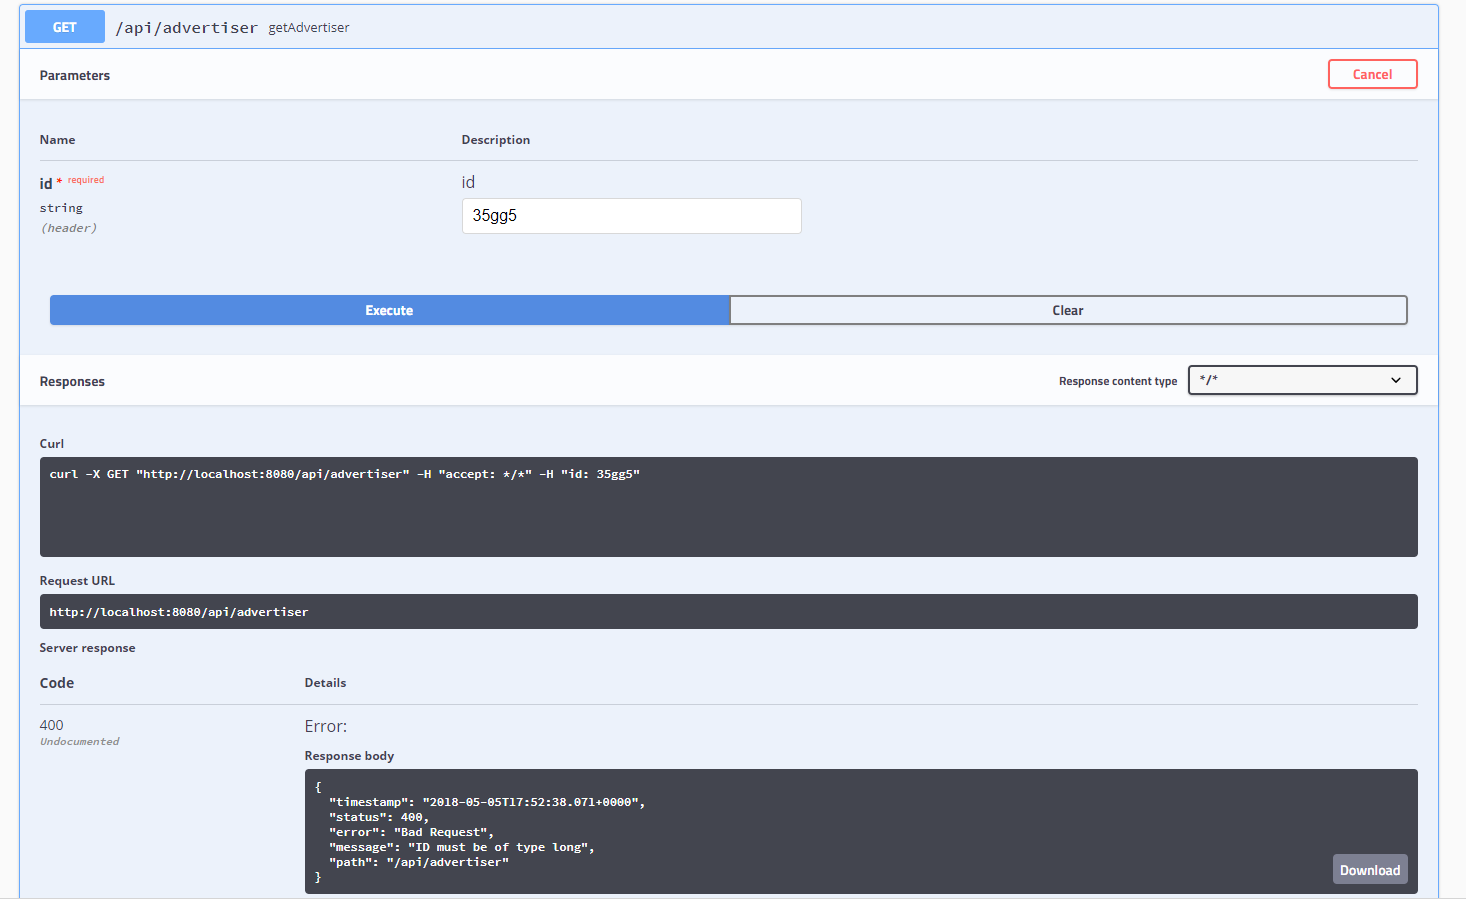 GET /api/advertiser getAdvertiser
Parameters Cancel
Name Description
id * required id
string 35gg5
(header)
Execute Clear
Responses Response content type */*
Curl
curl -X GET "http://localhost:8080/api/advertiser" -H "accept: */*" -H "id: 35gg5"
Request URL
http://localhost:8080/api/advertiser
Server response
Code Details
400 Error:
Undocumented
Response body
{
"timestamp": "2018-05-05T17:52:38.071+0000",
"status": 400,
"error": "Bad Request",
"message": "ID must be of type long",
"path": "/api/advertiser"
}
Download